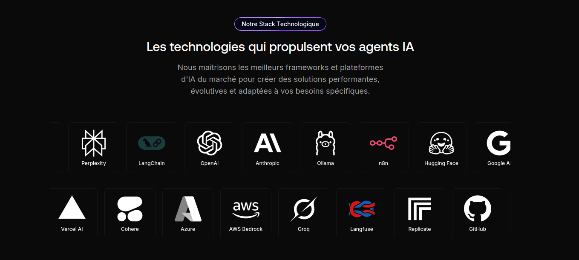 Notre Stack Technologique
Les technologies qui propulsent vos agents IA
Nous maîtrisons les meilleurs frameworks et plateformes
d'IA du marché pour créer des solutions performantes,
évolutives et adaptées à vos besoins spécifiques.
Perplexity LangChain OpenAI Anthropic Ollama n8n Hugging Face Google A
Vercel AI Cohere Azure AWS Bedrock Groq Langfuse Replicate GitHub